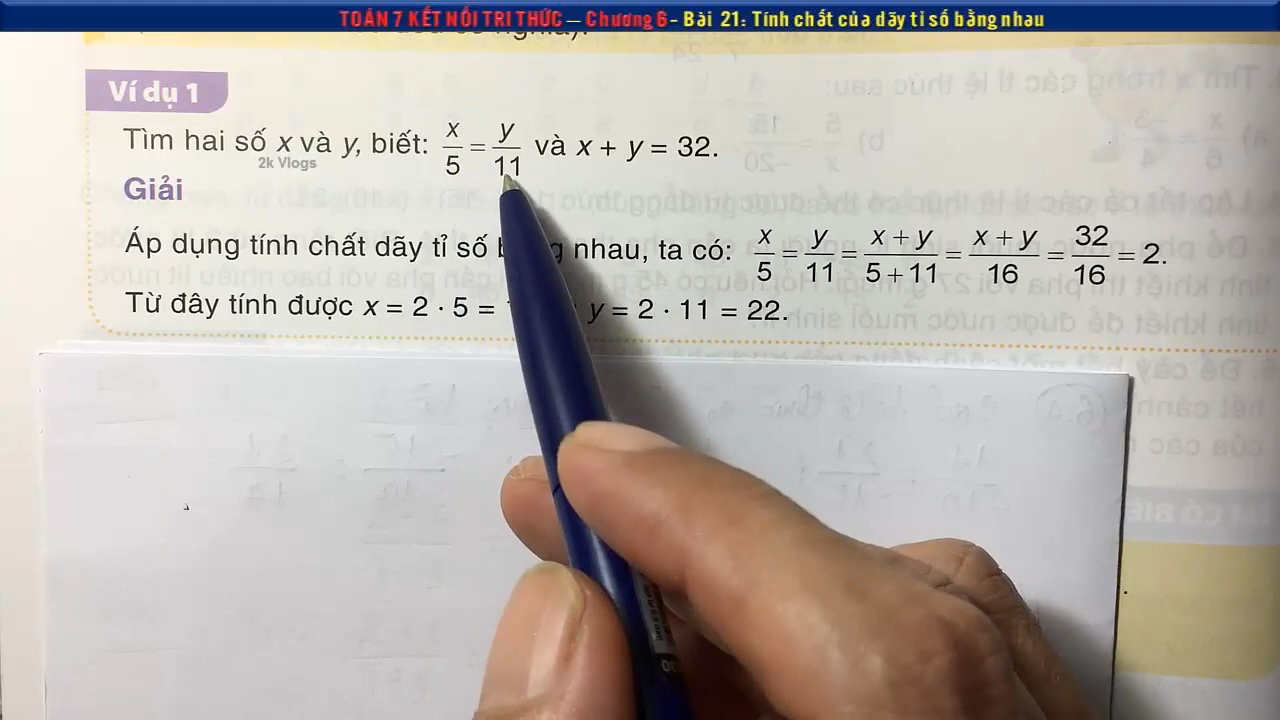 TOÁN 7 KẾT NỐI TRI THỨC – Chương 6 - Bài 21: Tính chất của dãy tỉ số bằng nhau
Ví dụ 1
Tìm hai số x và y, biết: x/5 = y/11 và x + y = 32.
2k Vlogs
Giải
Áp dụng tính chất dãy tỉ số nhau, ta có: x/5 = y/11 = (x + y)/(5 + 11) = (x + y)/16 = 32/16 = 2.
Từ đây tính được x = 2 · 5 = y = 2 · 11 = 22.